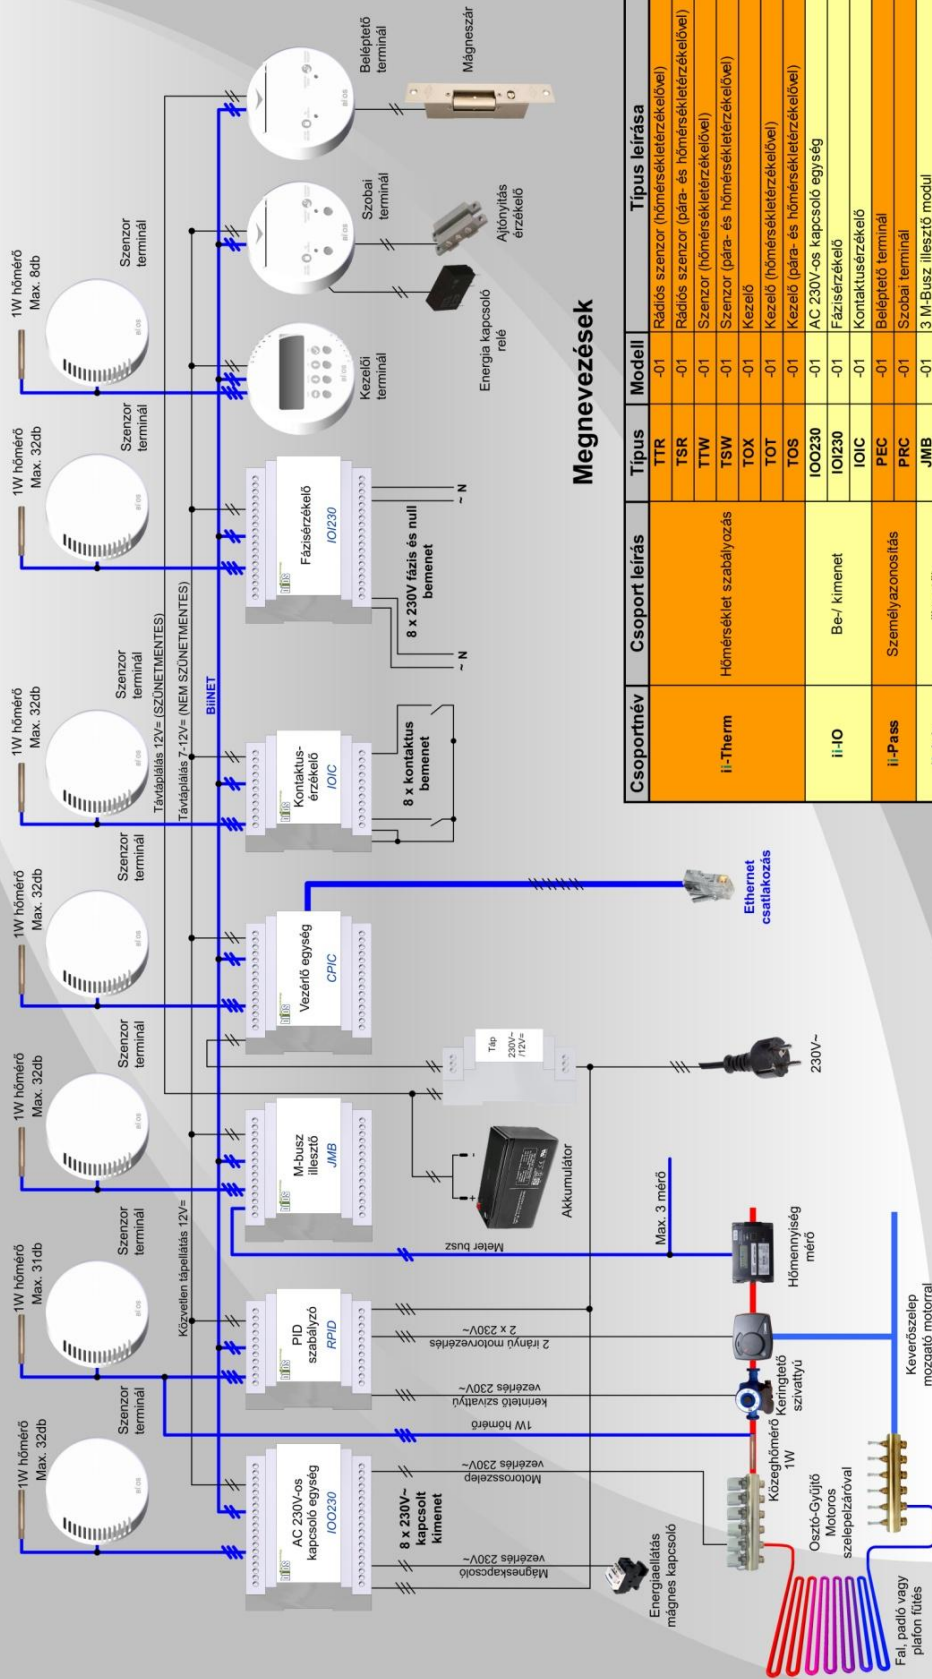 1W hőmérő
Max. 32db
Szenzor
terminál
1W hőmérő
Max. 31db
Szenzor
terminál
1W hőmérő
Max. 32db
Szenzor
terminál
1W hőmérő
Max. 32db
Szenzor
terminál
1W hőmérő
Max. 32db
Szenzor
terminál
1W hőmérő
Max. 32db
Szenzor
terminál
1W hőmérő
Max. 8db
Szenzor
terminál
Távtáplálás 12V= (SZÜNETMENTES)
Távtáplálás 7-12V= (NEM SZÜNETMENTES)
Közvetlen tápellátás 12V=
BiiNET
AC 230V-os
kapcsoló egység
IOO230
PID
szabályzó
RPID
M-busz
illesztő
JMB
Vezérlő egység
CPIC
Kontaktus-
érzékelő
IOIC
Fázisérzékelő
IOI230
Kezelői
terminál
Szobai
terminál
Beléptető
terminál
8 x 230V~
kapcsolt
kimenet
Mágneskapcsoló
vezérlés 230V~
Motorosszelep
vezérlés 230V~
1W hőmérő
kerintető szivattyú
vezérlés 230V~
2 irányú motorvezérlés
2 x 230V~
Meter busz
Max. 3 mérő
+
-
Akkumulátor
Táp
230V~
/12V=
230V~
Ethernet
csatlakozás
8 x kontaktus
bemenet
8 x 230V fázis és null
bemenet
~ N
~ N
Energia kapcsoló
relé
Ajtónyitás
érzékelő
Mágneszár
Energiaellátás
mágnes kapcsoló
Közeghőmérő
1W
Keringtető
szivattyú
Hőmennyiség
mérő
Osztó-Gyűjtő
Motoros
szelepelzáróval
Keverőszelep
mozgató motorral
Fal, padló vagy
plafon fűtés
Megnevezések
Csoportnév Csoport leírás Típus Modell Típus leírása
ii-Therm Hőmérséklet szabályozás TTR -01 Rádiós szenzor (hőmérsékletérzékelővel)
TSR -01 Rádiós szenzor (pára- és hőmérsékletérzékelővel)
TTW -01 Szenzor (hőmérsékletérzékelővel)
TSW -01 Szenzor (pára- és hőmérsékletérzékelővel)
TOX -01 Kezelő
TOT -01 Kezelő (hőmérsékletérzékelővel)
TOS -01 Kezelő (pára- és hőmérsékletérzékelővel)
ii-IO Be-/ kimenet IOO230 -01 AC 230V-os kapcsoló egység
IOI230 -01 Fázisérzékelő
IOIC -01 Kontaktusérzékelő
ii-Pass Személyazonosítás PEC -01 Beléptető terminál
PRC -01 Szobai terminál
JMB -01 3 M-Busz illesztő modul